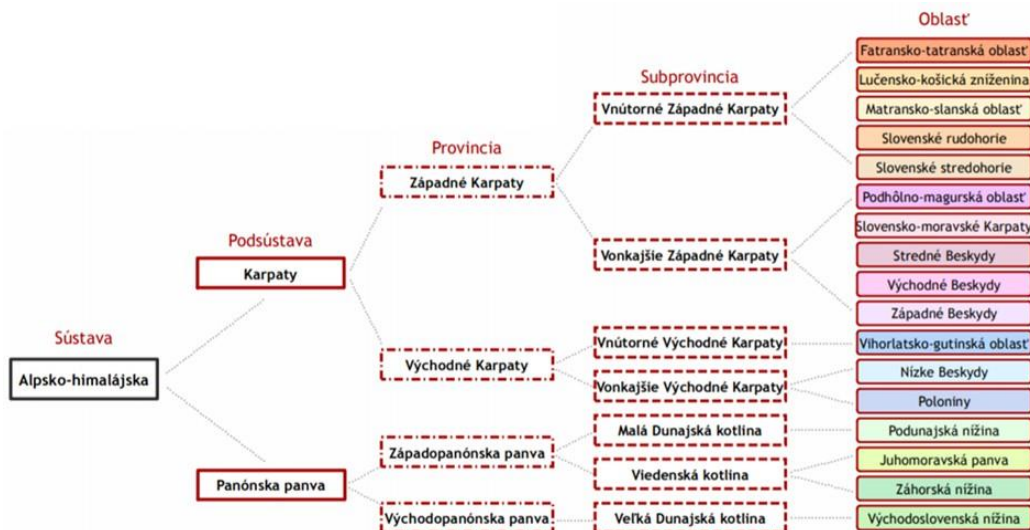 Oblasť
Fatransko-tatranská oblasť
Lučensko-košická zníženina
Subprovincia
Vnútorné Západné Karpaty
Matransko-slanská oblasť
Slovenské rudohorie
Provincia
Slovenské stredohorie
Západné Karpaty
Podhôlno-magurská oblasť
Slovensko-moravské Karpaty
Podsústava
Vonkajšie Západné Karpaty
Stredné Beskydy
Karpaty
Východné Beskydy
Západné Beskydy
Sústava
Vnútorné Východné Karpaty
Vihorlatsko-gutinská oblasť
Východné Karpaty
Nízke Beskydy
Alpsko-himalájska
Vonkajšie Východné Karpaty
Poloniny
Malá Dunajská kotlina
Podunajská nížina
Západopanónska panva
Juhomoravská panva
Viedenská kotlina
Panónska panva
Záhorská nížina
Východopanónska panva
Veľká Dunajská kotlina
Východoslovenská nížina